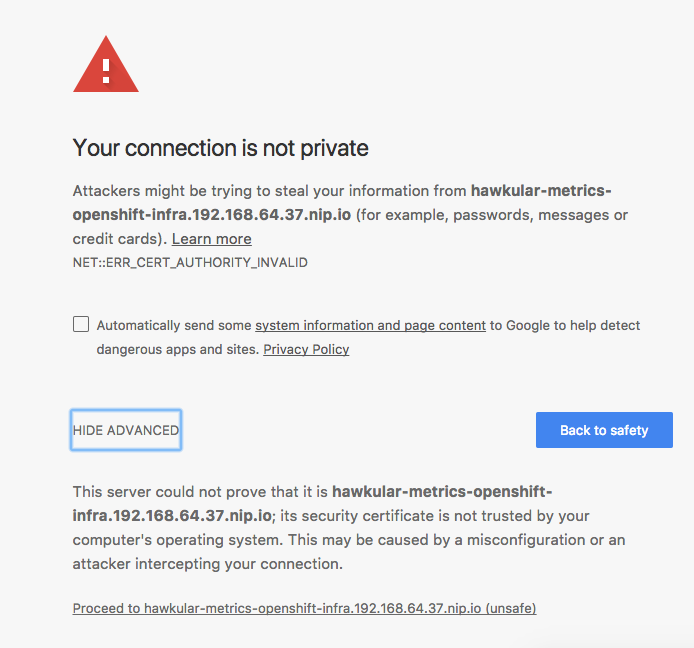 Your connection is not private
Attackers might be trying to steal your information from hawkular-metrics-
openshift-infra.192.168.64.37.nip.io (for example, passwords, messages or
credit cards). Learn more
NET::ERR_CERT_AUTHORITY_INVALID
Automatically send some system information and page content to Google to help detect
dangerous apps and sites. Privacy Policy
HIDE ADVANCED
Back to safety
This server could not prove that it is hawkular-metrics-openshift-
infra.192.168.64.37.nip.io; its security certificate is not trusted by your
computer's operating system. This may be caused by a misconfiguration or an
attacker intercepting your connection.
Proceed to hawkular-metrics-openshift-infra.192.168.64.37.nip.io (unsafe)